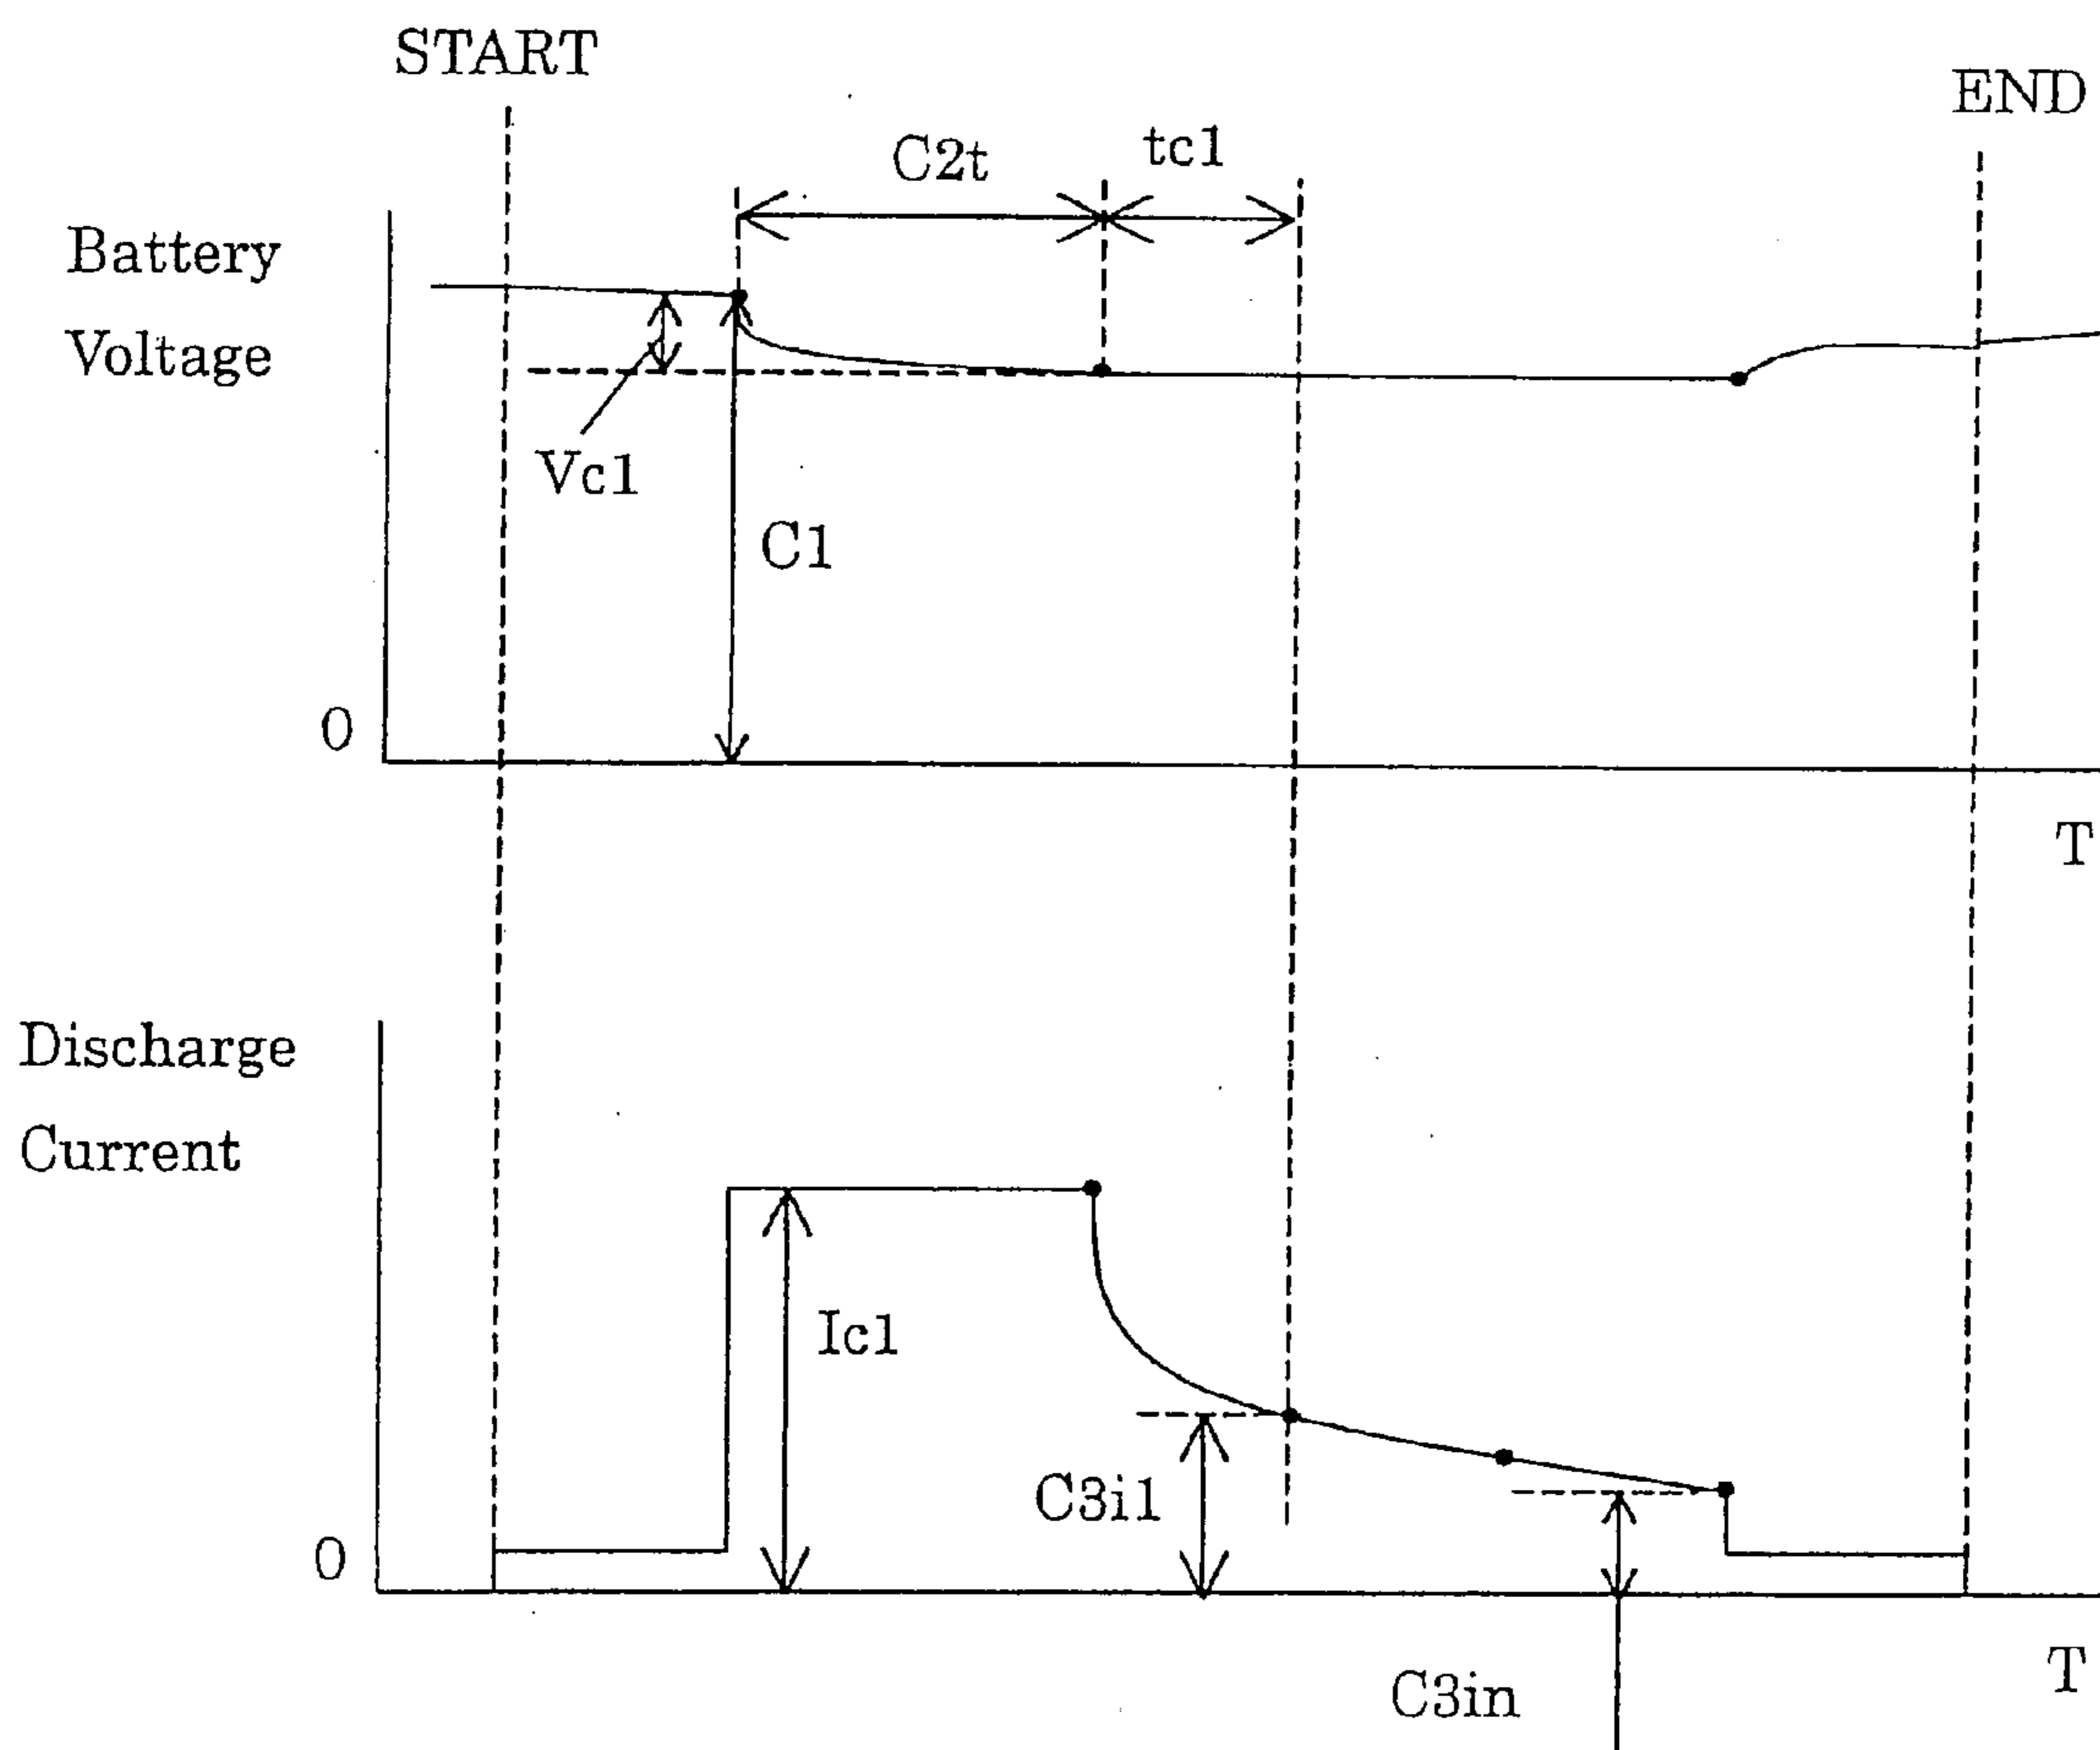 START
END
C2t
tc1
Battery
Voltage
Vc1
C1
0
T
Discharge
Current
Ic1
C3i1
0
T
C3in